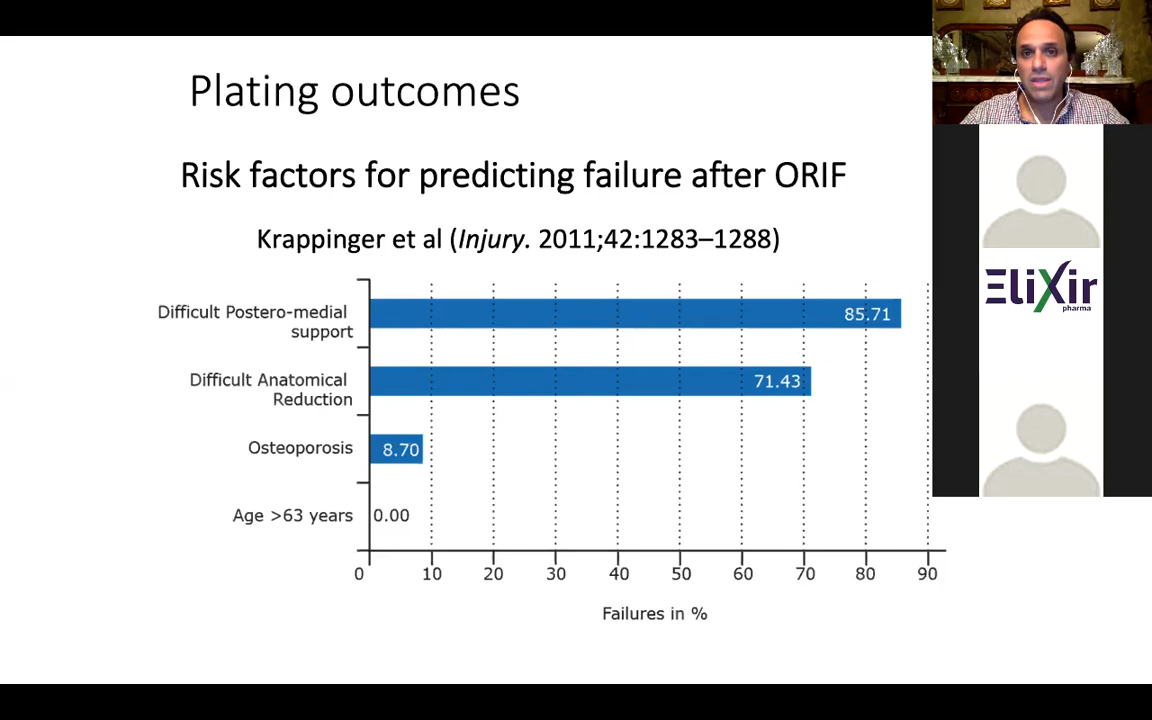 Plating outcomes
Risk factors for predicting failure after ORIF
Krappinger et al (Injury. 2011;42:1283–1288)
Difficult Postero-medial
support
85.71
Difficult Anatomical
Reduction
71.43
Osteoporosis
8.70
Age >63 years
0.00
0 10 20 30 40 50 60 70 80 90
Failures in %
ΞliXir
pharma